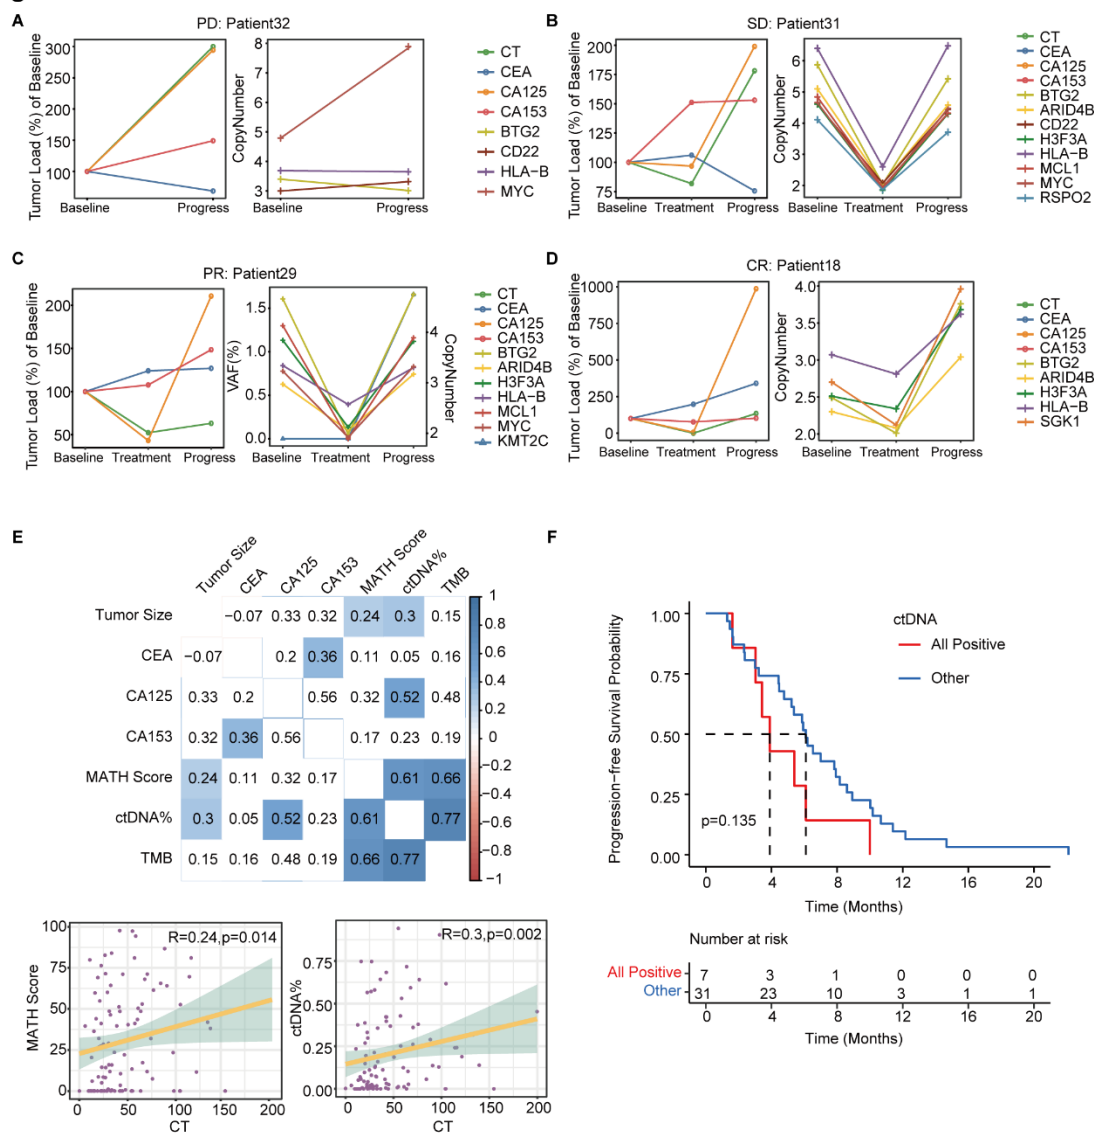 A
PD: Patient32
Tumor Load (%) of Baseline
300
250
200
150
100
Baseline
Progress
CopyNumber
8
7
6
5
4
3
Baseline
Progress
CT
CEA
CA125
CA153
BTG2
CD22
HLA−B
MYC
B
SD: Patient31
Tumor Load (%) of Baseline
200
175
150
125
100
75
Baseline Treatment Progress
CopyNumber
6
5
4
3
2
Baseline Treatment Progress
CT
CEA
CA125
CA153
BTG2
ARID4B
CD22
H3F3A
HLA−B
MCL1
MYC
RSPO2
C
PR: Patient29
Tumor Load (%) of Baseline
200
150
100
50
Baseline Treatment Progress
VAF(%)
1.5
1.0
0.5
0.0
CopyNumber
4
3
2
Baseline Treatment Progress
CT
CEA
CA125
CA153
BTG2
ARID4B
H3F3A
HLA−B
MCL1
MYC
KMT2C
D
CR: Patient18
Tumor Load (%) of Baseline
1000
750
500
250
0
Baseline Treatment Progress
CopyNumber
4.0
3.5
3.0
2.5
2.0
Baseline Treatment Progress
CT
CEA
CA125
CA153
BTG2
ARID4B
H3F3A
HLA−B
SGK1
E
Tumor Size CEA CA125 CA153 MATH Score ctDNA% TMB
Tumor Size −0.07 0.33 0.32 0.24 0.3 0.15
CEA −0.07 0.2 0.36 0.11 0.05 0.16
CA125 0.33 0.2 0.56 0.32 0.52 0.48
CA153 0.32 0.36 0.56 0.17 0.23 0.19
MATH Score 0.24 0.11 0.32 0.17 0.61 0.66
ctDNA% 0.3 0.05 0.52 0.23 0.61 0.77
TMB 0.15 0.16 0.48 0.19 0.66 0.77
1
0.8
0.6
0.4
0.2
0
−0.2
−0.4
−0.6
−0.8
−1
MATH Score
100
75
50
25
0
R=0.24,p=0.014
0 50 100 150 200
CT
ctDNA%
0.75
0.50
0.25
0.00
R=0.3,p=0.002
0 50 100 150 200
CT
F
Progression−free Survival Probability
1.00
0.75
0.50
0.25
0.00
ctDNA
All Positive
Other
p=0.135
0 4 8 12 16 20
Time (Months)
Number at risk
All Positive 7 3 1 0 0 0
Other 31 23 10 3 1 1
0 4 8 12 16 20
Time (Months)